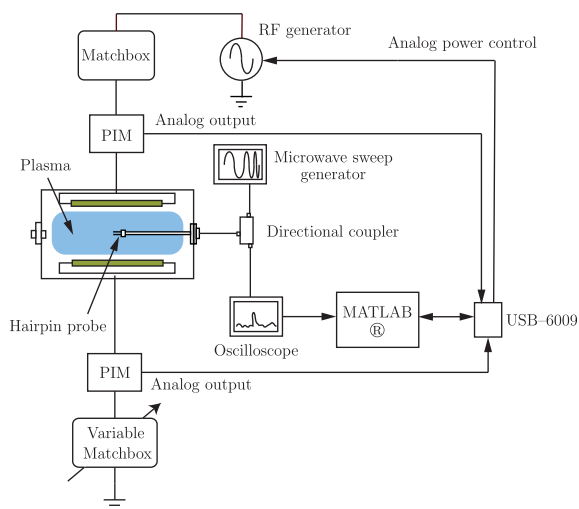 RF generator
Analog power control
Matchbox
Analog output
PIM
Plasma
Microwave sweep
generator
Directional coupler
MATLAB
®
USB–6009
Hairpin probe
Oscilloscope
PIM
Analog output
Variable
Matchbox